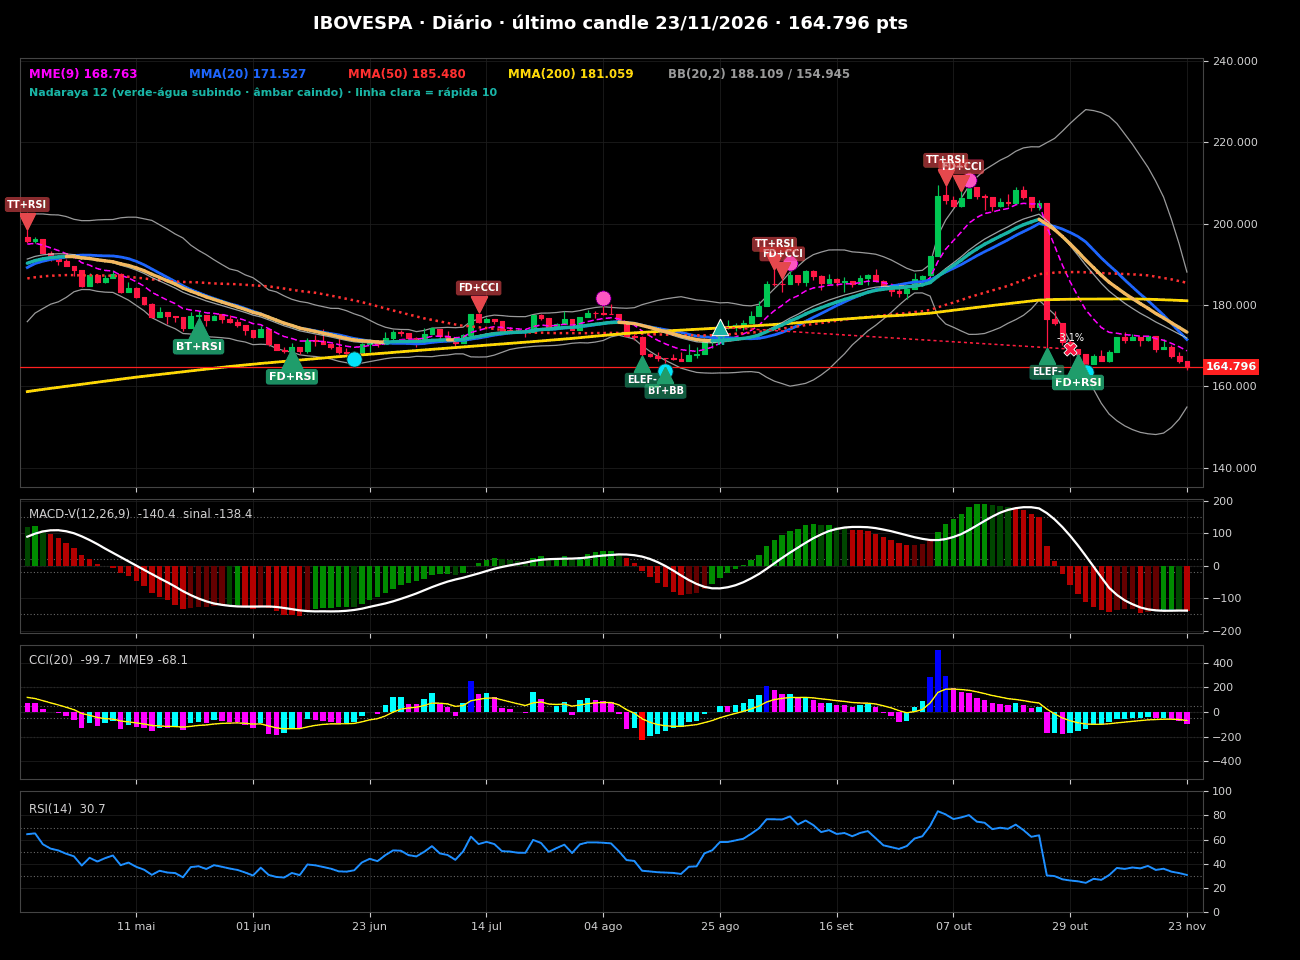 IBOVESPA · Diário · último candle 23/11/2026 · 164.796 pts
MME(9) 168.763 MMA(20) 171.527 MMA(50) 185.480 MMA(200) 181.059 BB(20,2) 188.109 / 154.945
Nadaraya 12 (verde-água subindo · âmbar caindo) · linha clara = rápida 10
240.000
220.000
200.000
180.000
164.796
160.000
140.000
TT+RSI
BT+RSI
FD+RSI
FD+CCI
ELEF-
BT+BB
TT+RSI
FD+CCI
TT+RSI
FD+CCI
ELEF-
-3.1%
FD+RSI
MACD-V(12,26,9) -140.4 sinal -138.4
200
100
0
−100
−200
CCI(20) -99.7 MME9 -68.1
400
200
0
−200
−400
RSI(14) 30.7
100
80
60
40
20
0
11 mai 01 jun 23 jun 14 jul 04 ago 25 ago 16 set 07 out 29 out 23 nov